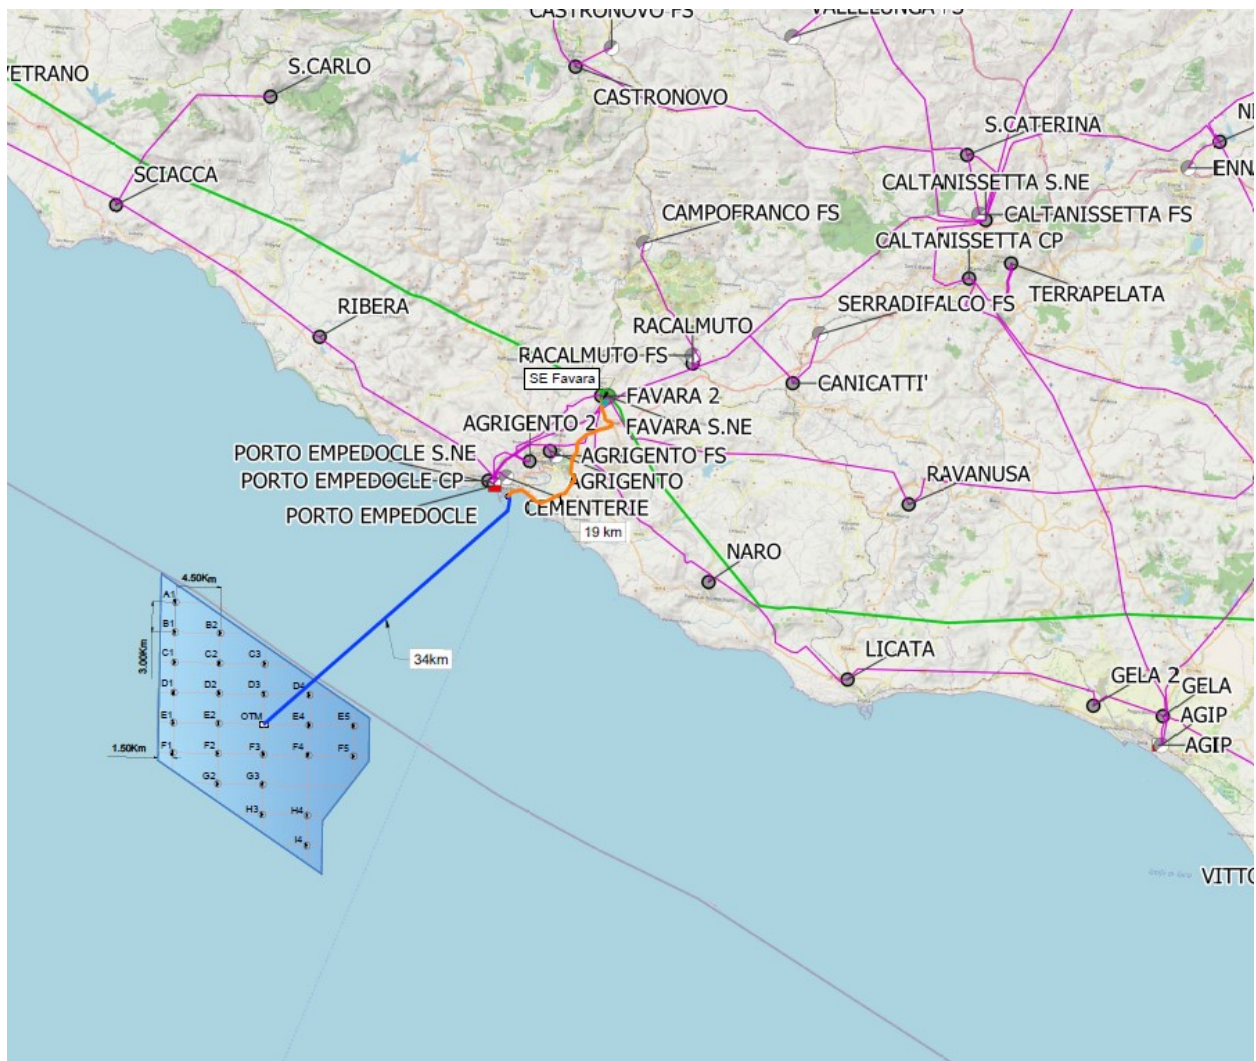 CASTRONOVO FS
VALLELUNGA FS
VETRANO
S.CARLO
CASTRONOVO
S.CATERINA
NI
ENN
SCIACCA
CALTANISSETTA S.NE
CAMPOFRANCO FS
CALTANISSETTA FS
CALTANISSETTA CP
TERRAPELATA
RIBERA
SERRADIFALCO FS
RACALMUTO
RACALMUTO FS
SE Favara
CANICATTI'
FAVARA 2
AGRIGENTO 2
FAVARA S.NE
PORTO EMPEDOCLE S.NE
AGRIGENTO FS
PORTO EMPEDOCLE CP
AGRIGENTO
RAVANUSA
PORTO EMPEDOCLE
CEMENTERIE
19 km
NARO
4.50Km
A1
B1
B2
3.00Km
34km
C1
C2
C3
LICATA
GELA 2
GELA
D1
D2
D3
D4
AGIP
E1
E2
OTM
E4
E5
AGIP
1.50Km
F1
F2
F3
F4
F5
G2
G3
H3
H4
I4
VITTO